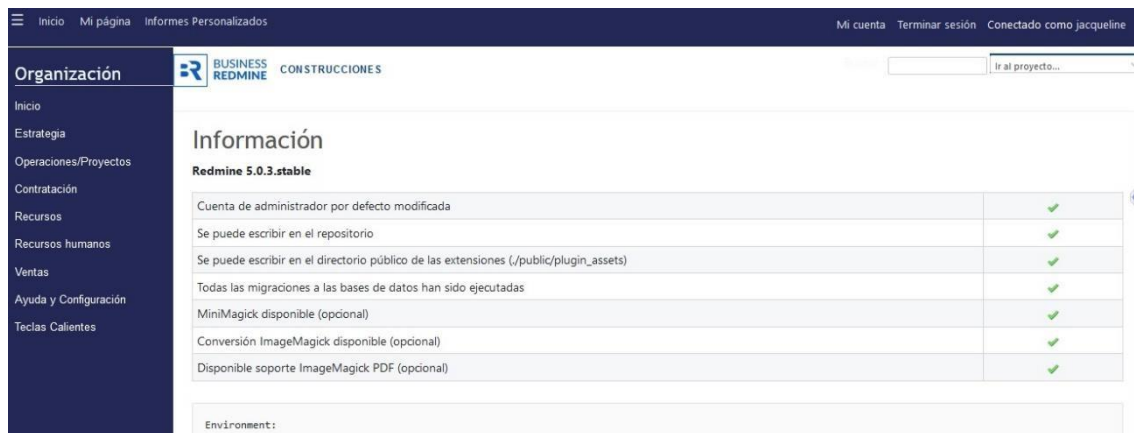 ☰ Inicio Mi página Informes Personalizados Mi cuenta Terminar sesión Conectado como jacqueline
Organización
Inicio
Estrategia
Operaciones/Proyectos
Contratación
Recursos
Recursos humanos
Ventas
Ayuda y Configuración
Teclas Calientes
BUSINESS
REDMINE
CONSTRUCCIONES
Ir al proyecto...
Información
Redmine 5.0.3.stable
Cuenta de administrador por defecto modificada
Se puede escribir en el repositorio
Se puede escribir en el directorio público de las extensiones (./public/plugin_assets)
Todas las migraciones a las bases de datos han sido ejecutadas
MiniMagick disponible (opcional)
Conversión ImageMagick disponible (opcional)
Disponible soporte ImageMagick PDF (opcional)
Environment: